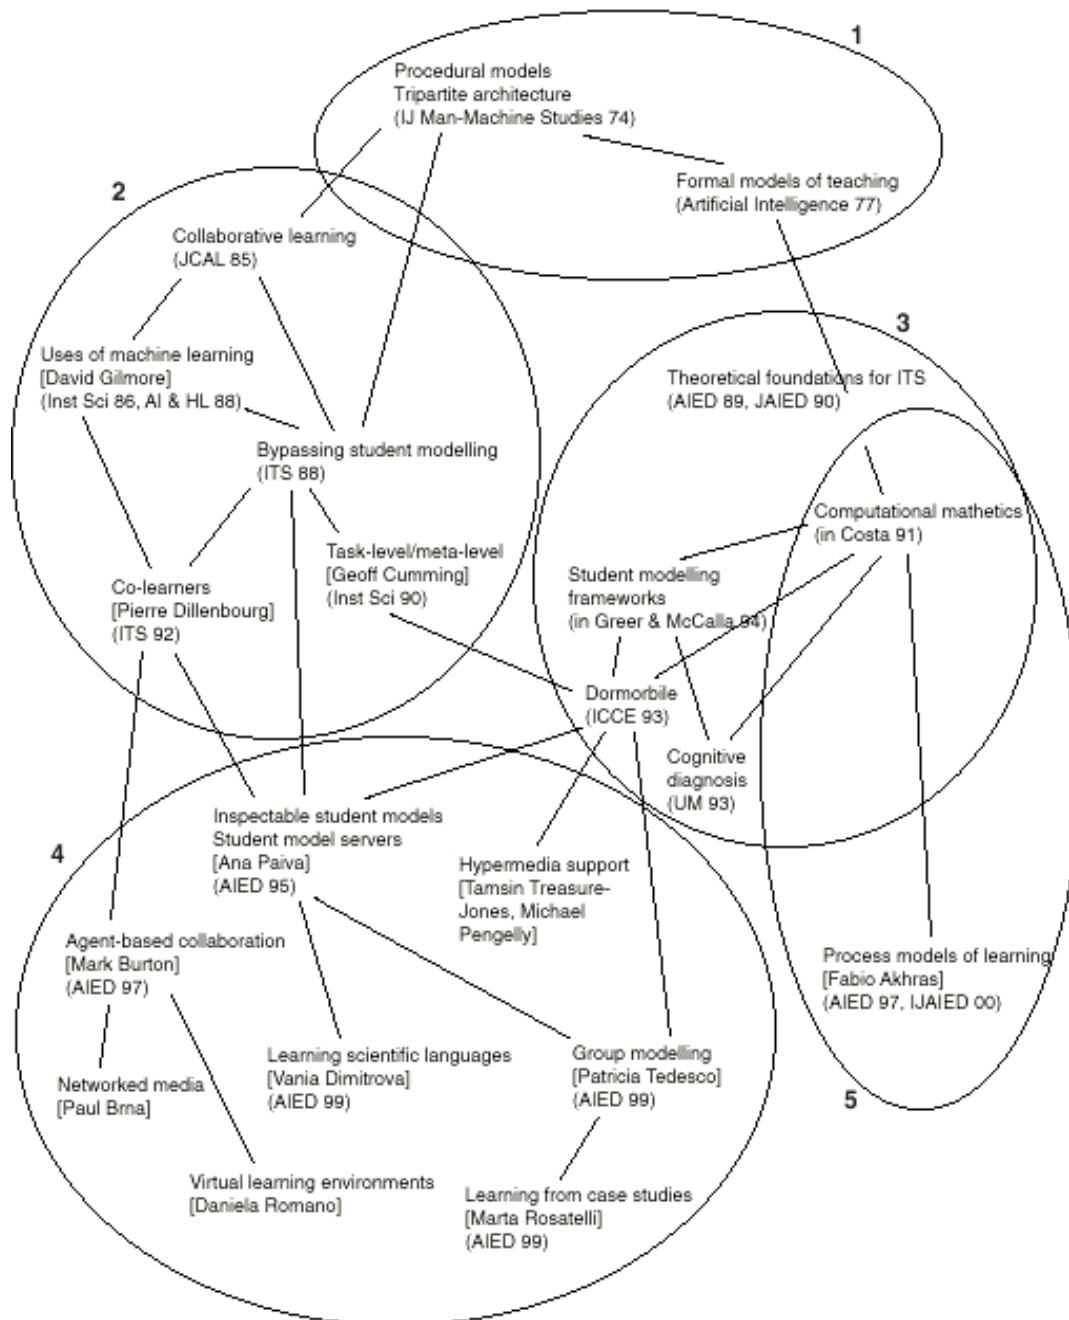 1
Procedural models
Tripartite architecture
(IJ Man-Machine Studies 74)
Formal models of teaching
(Artificial Intelligence 77)
2
Collaborative learning
(JCAL 85)
Uses of machine learning
[David Gilmore]
(Inst Sci 86, AI & HL 88)
Bypassing student modelling
(ITS 88)
Task-level/meta-level
[Geoff Cumming]
(Inst Sci 90)
Co-learners
[Pierre Dillenbourg]
(ITS 92)
3
Theoretical foundations for ITS
(AIED 89, JAIED 90)
Computational mathetics
(in Costa 91)
Student modelling
frameworks
(in Greer & McCalla 94)
Dormorbile
(ICCE 93)
Cognitive
diagnosis
(UM 93)
4
Inspectable student models
Student model servers
[Ana Paiva]
(AIED 95)
Hypermedia support
[Tamsin Treasure-
Jones, Michael
Pengelly]
Agent-based collaboration
[Mark Burton]
(AIED 97)
Networked media
[Paul Brna]
Learning scientific languages
[Vania Dimitrova]
(AIED 99)
Group modelling
[Patricia Tedesco]
(AIED 99)
Virtual learning environments
[Daniela Romano]
Learning from case studies
[Marta Rosatelli]
(AIED 99)
Process models of learning
[Fabio Akhras]
(AIED 97, IJAIED 00)
5